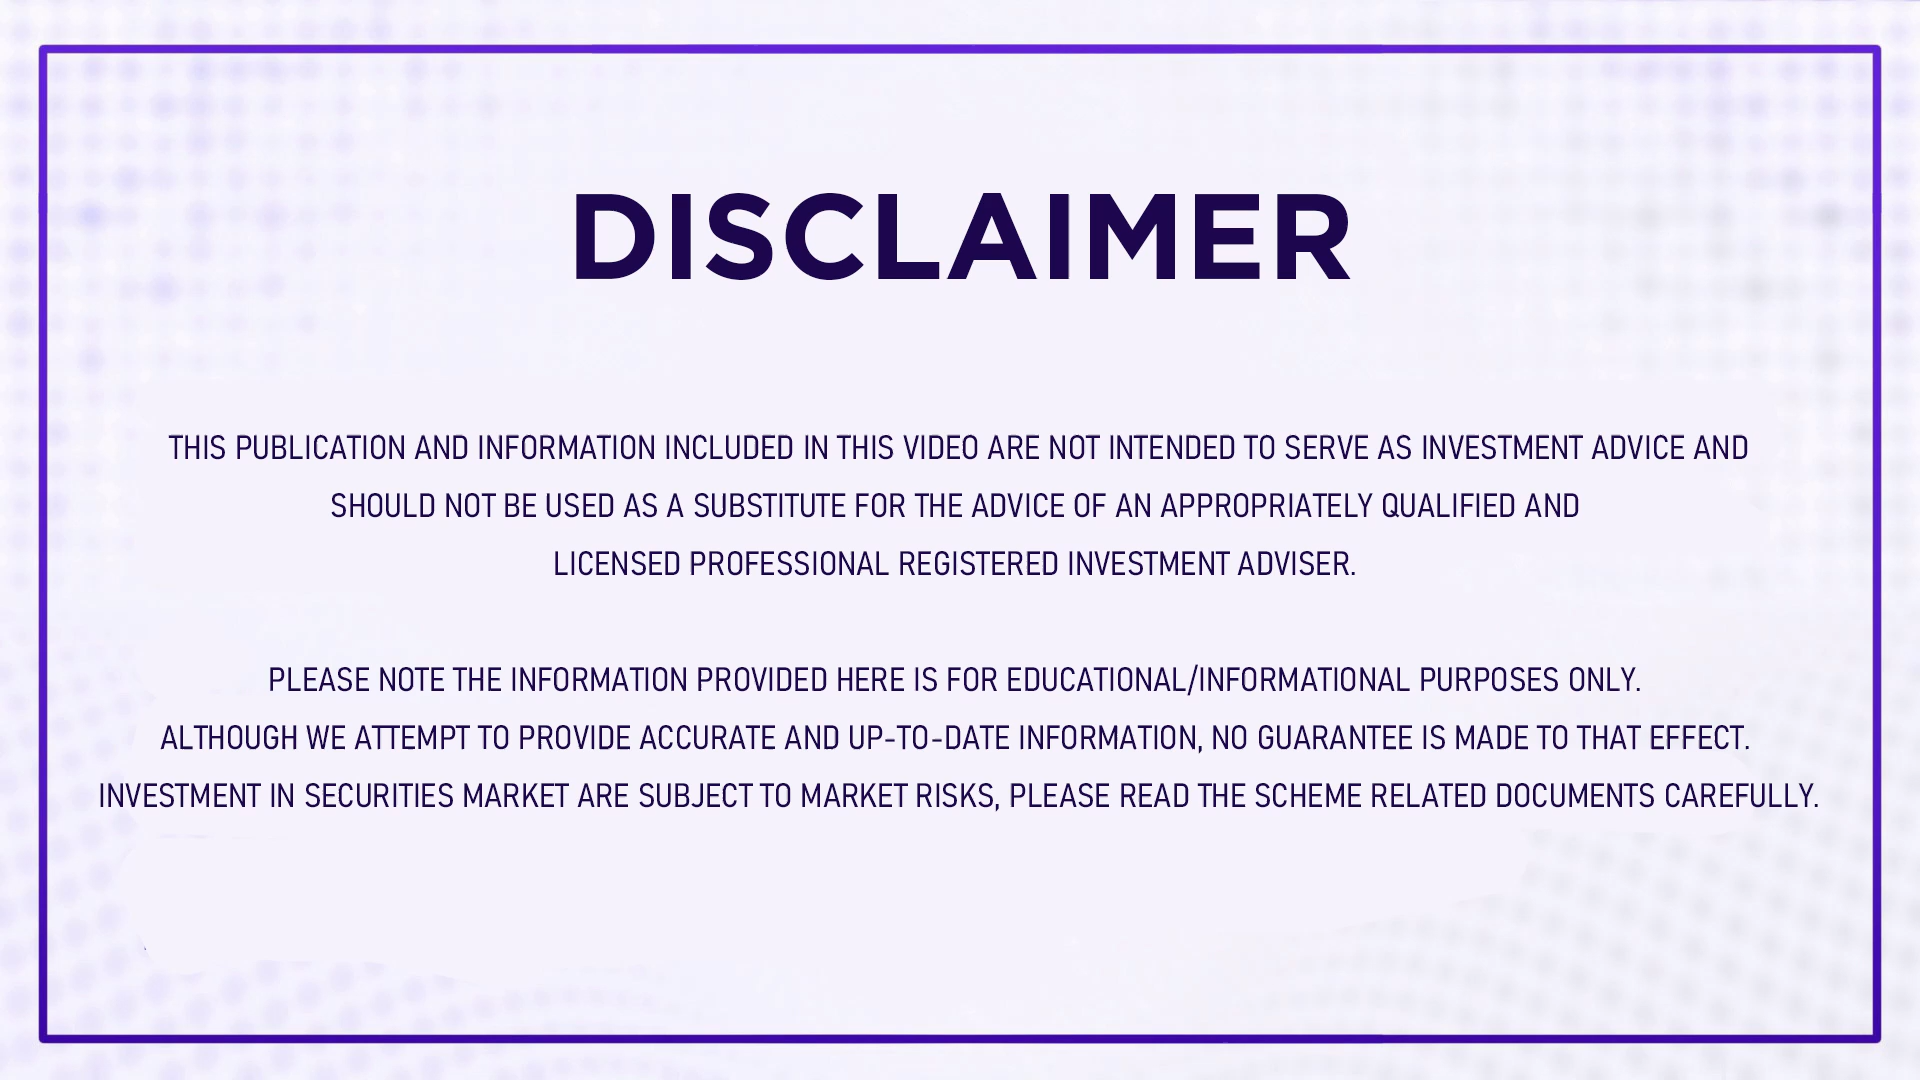 DISCLAIMER
THIS PUBLICATION AND INFORMATION INCLUDED IN THIS VIDEO ARE NOT INTENDED TO SERVE AS INVESTMENT ADVICE AND
SHOULD NOT BE USED AS A SUBSTITUTE FOR THE ADVICE OF AN APPROPRIATELY QUALIFIED AND
LICENSED PROFESSIONAL REGISTERED INVESTMENT ADVISER.
PLEASE NOTE THE INFORMATION PROVIDED HERE IS FOR EDUCATIONAL/INFORMATIONAL PURPOSES ONLY.
ALTHOUGH WE ATTEMPT TO PROVIDE ACCURATE AND UP-TO-DATE INFORMATION, NO GUARANTEE IS MADE TO THAT EFFECT.
INVESTMENT IN SECURITIES MARKET ARE SUBJECT TO MARKET RISKS, PLEASE READ THE SCHEME RELATED DOCUMENTS CAREFULLY.